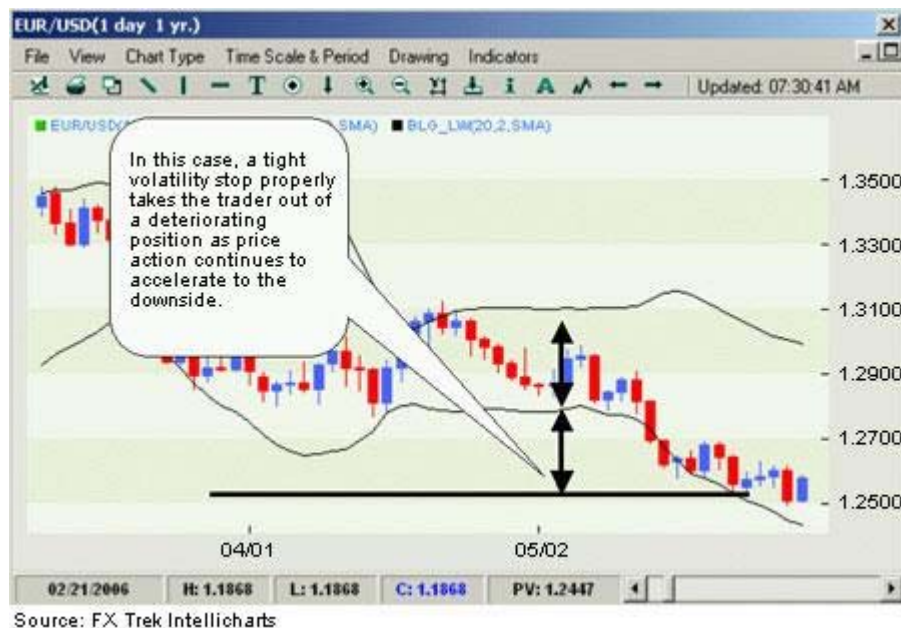 EUR/USD(1 day 1 yr.)
File View Chart Type Time Scale & Period Drawing Indicators
T i A Updated: 07:30:41 AM
EUR/USD( SMA) BLG_LW(20,2,SMA)
In this case, a tight
volatility stop properly
takes the trader out of
a deteriorating
position as price
action continues to
accelerate to the
downside.
1.3500
1.3300
1.3100
1.2900
1.2700
1.2500
04/01 05/02
02/21/2006 H: 1.1868 L: 1.1868 C: 1.1868 PV: 1.2447
Source: FX Trek Intellicharts